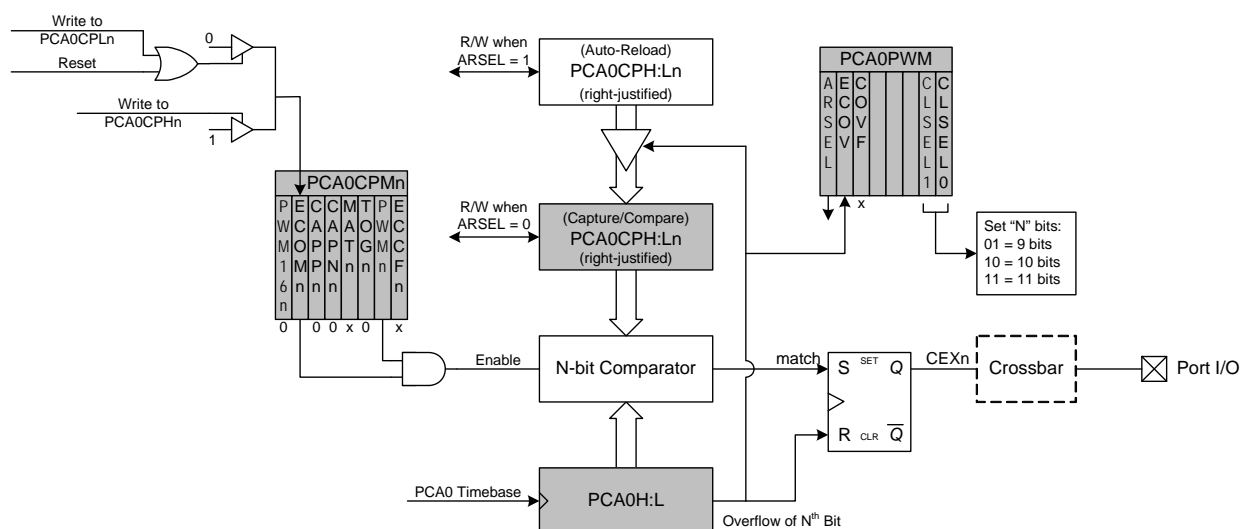 Write to
PCA0CPLn
Reset
0
Write to
PCA0CPHn
1
R/W when
ARSEL = 1
(Auto-Reload)
PCA0CPH:Ln
(right-justified)
PCA0PWM
ARSEL
ECOV
COVF
CLSEL1
CLSEL0
x
PCA0CPMn
PWM16n
ECOMn
CAPPn
CAPNn
MATn
TOGn
PWMn
ECCFn
0 0 0 x 0 x
R/W when
ARSEL = 0
(Capture/Compare)
PCA0CPH:Ln
(right-justified)
Set “N” bits:
01 = 9 bits
10 = 10 bits
11 = 11 bits
Enable
N-bit Comparator
match
S SET Q
R CLR Q
CEXn
Crossbar
Port I/O
PCA0 Timebase
PCA0H:L
Overflow of Nth Bit